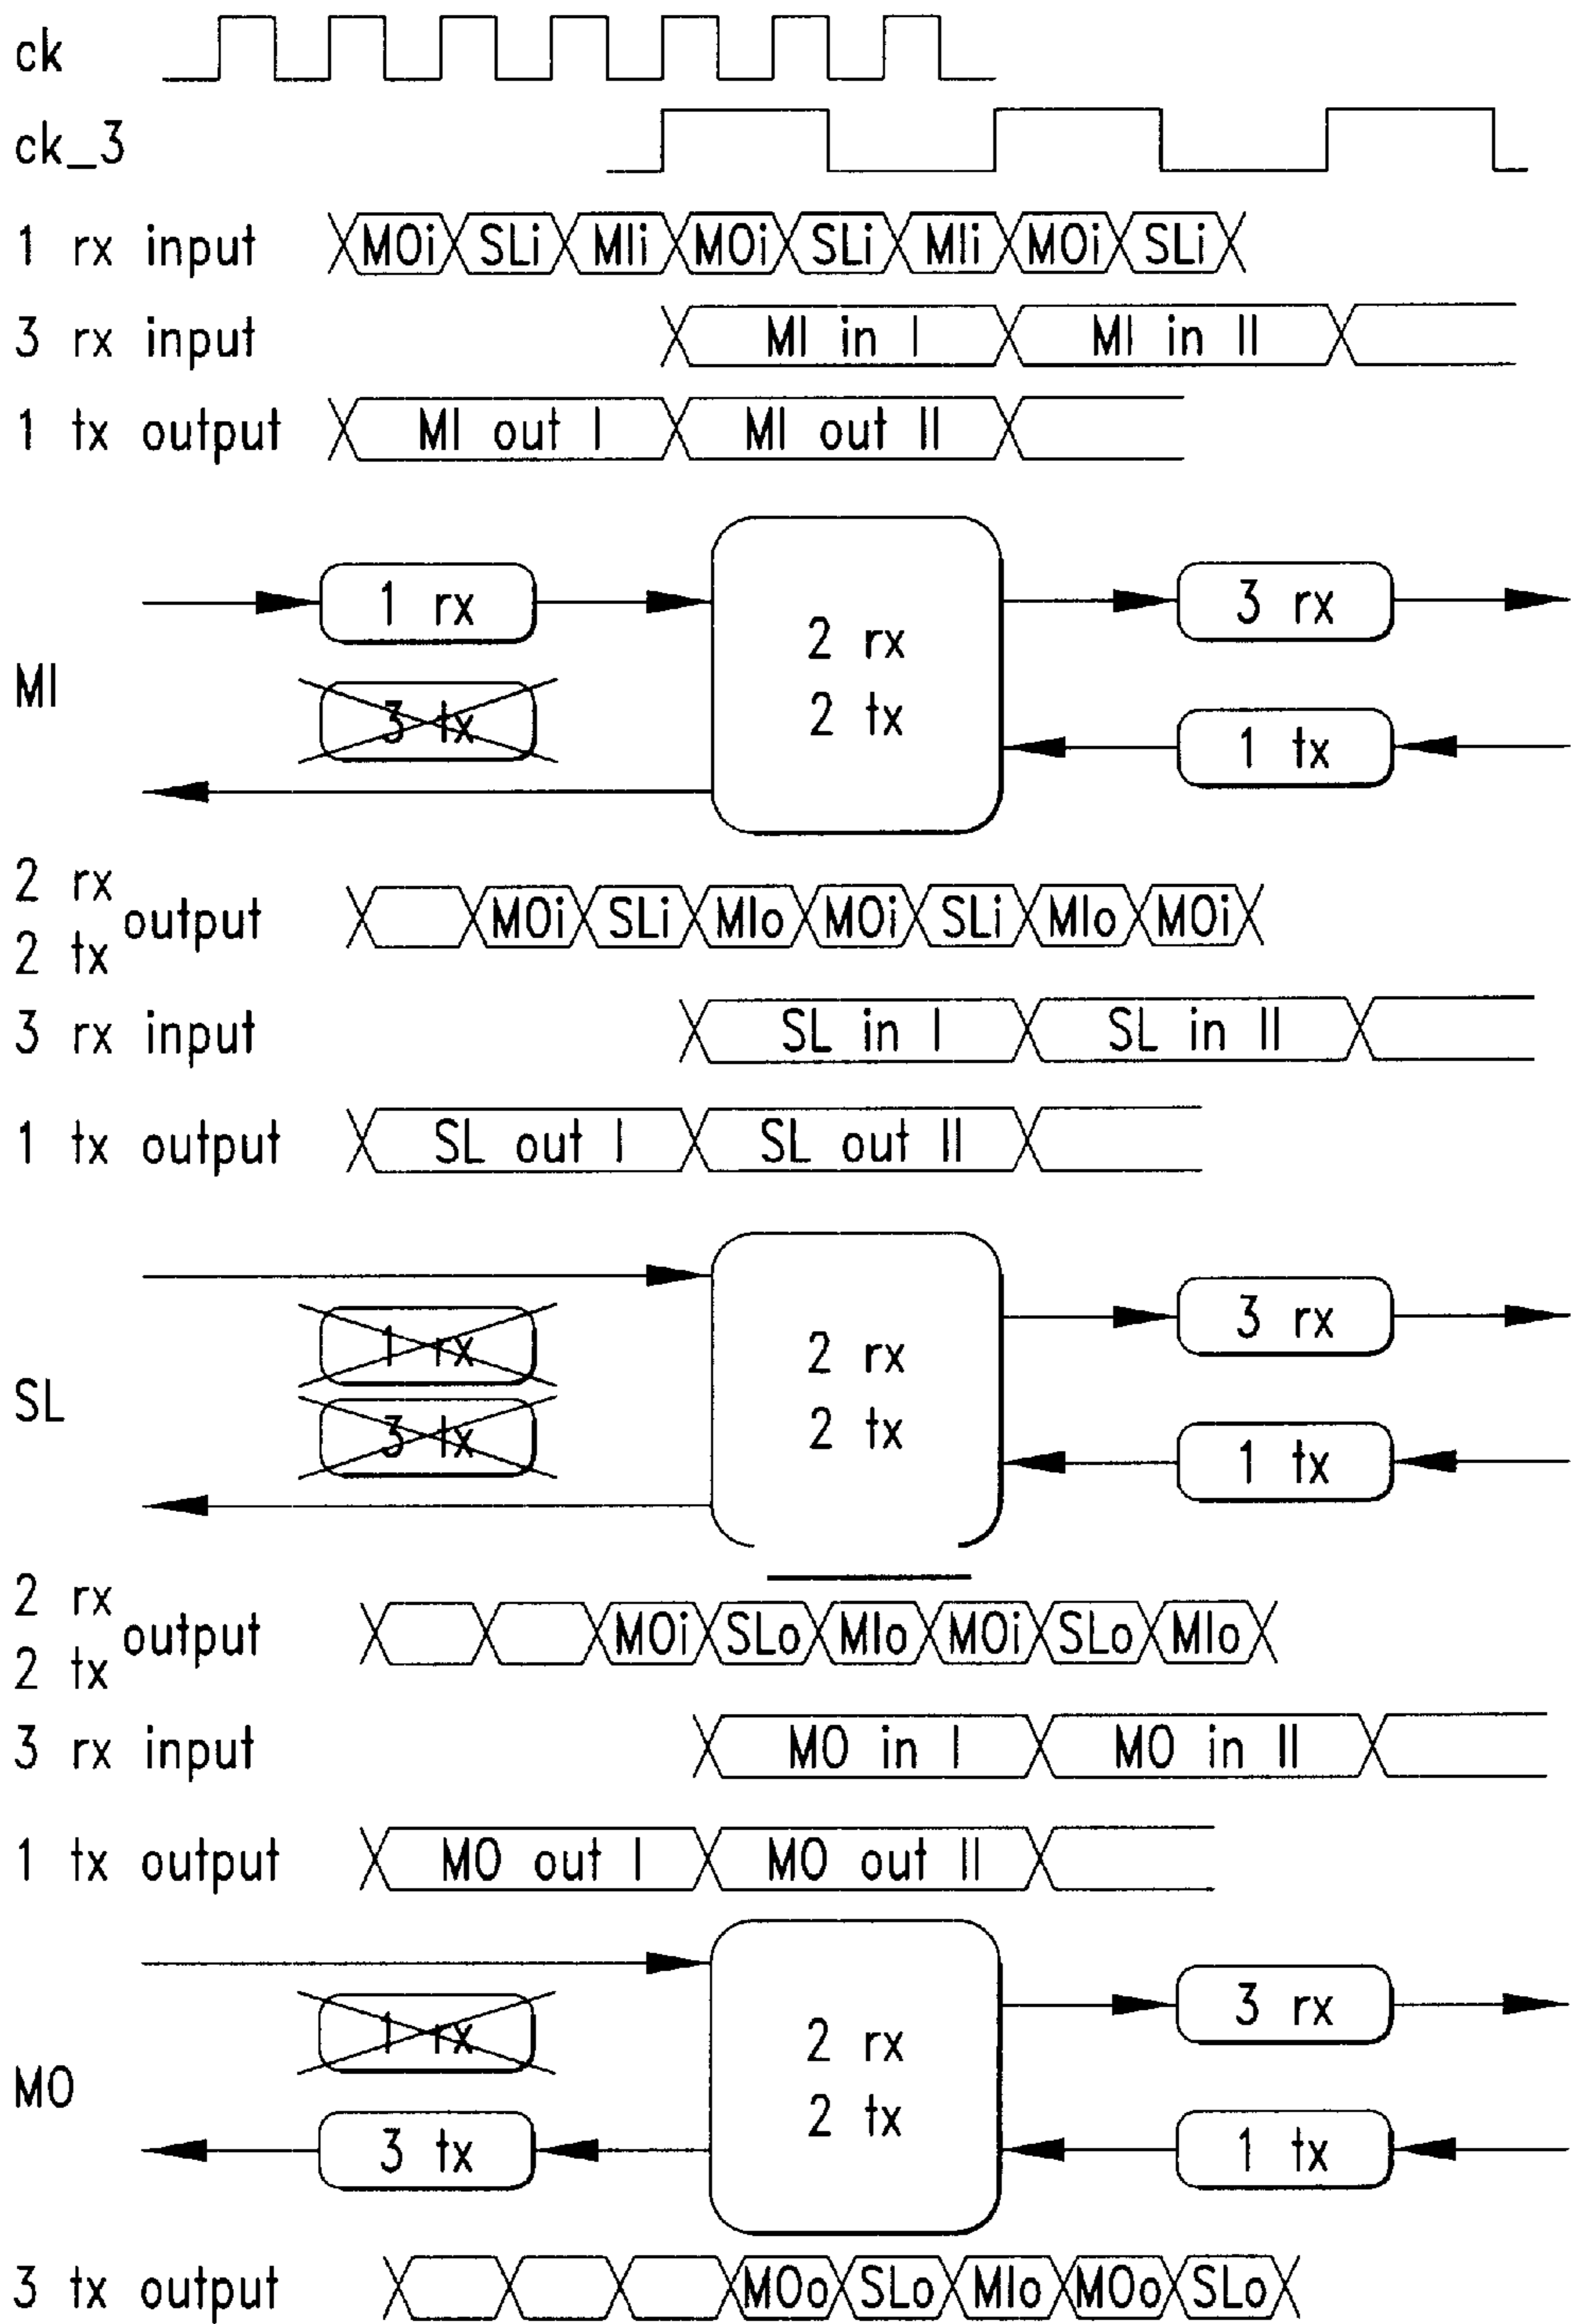 ck
ck_3
1 rx input MOi SLi MIi MOi SLi MIi MOi SLi
3 rx input MI in I MI in II
1 tx output MI out I MI out II
1 rx
3 rx
2 rx
MI
3 tx
2 tx
1 tx
2 rx
output MOi SLi MIo MOi SLi MIo MOi
2 tx
3 rx input SL in I SL in II
1 tx output SL out I SL out II
3 rx
1 rx
2 rx
SL
3 tx
2 tx
1 tx
2 rx
output MOi SLo MIo MOi SLo MIo
2 tx
3 rx input MO in I MO in II
1 tx output MO out I MO out II
3 rx
1 rx
2 rx
MO
2 tx
3 tx
1 tx
3 tx output MOo SLo MIo MOo SLo